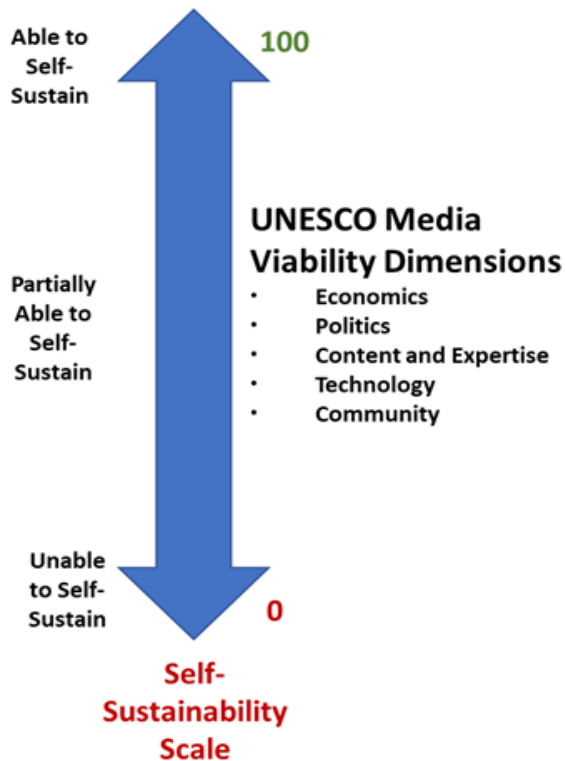 Able to
Self-
Sustain
100
UNESCO Media
Viability Dimensions
· Economics
· Politics
· Content and Expertise
· Technology
· Community
Partially
Able to
Self-
Sustain
Unable
to Self-
Sustain
0
Self-
Sustainability
Scale